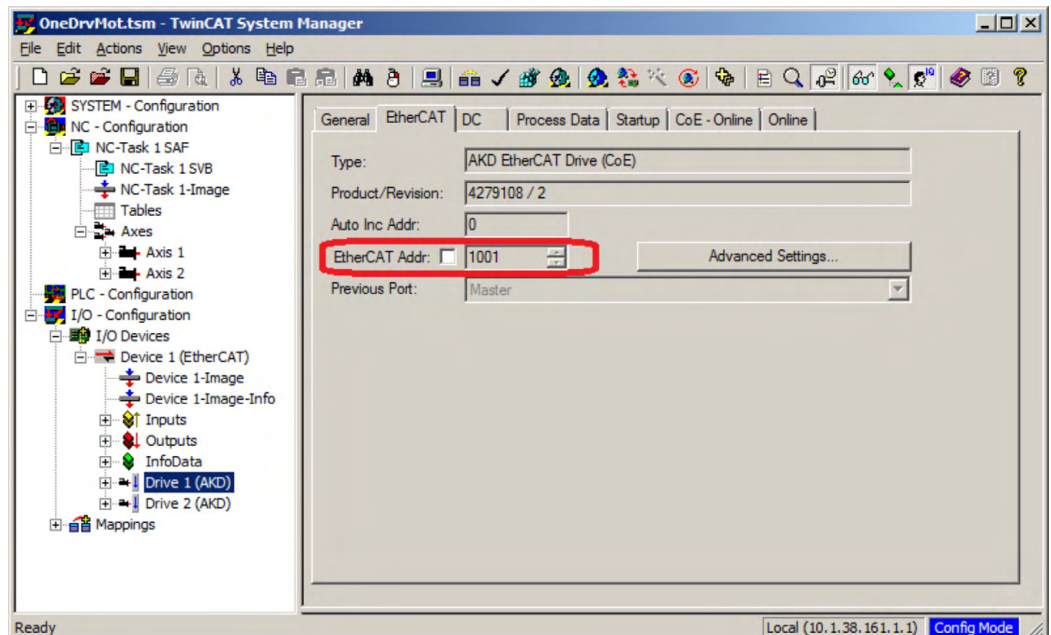 OneDrvMot.tsm - TwinCAT System Manager
File Edit Actions View Options Help
SYSTEM - Configuration
NC - Configuration
NC-Task 1 SAF
NC-Task 1 SVB
NC-Task 1-Image
Tables
Axes
Axis 1
Axis 2
PLC - Configuration
I/O - Configuration
I/O Devices
Device 1 (EtherCAT)
Device 1-Image
Device 1-Image-Info
Inputs
Outputs
InfoData
Drive 1 (AKD)
Drive 2 (AKD)
Mappings
General EtherCAT DC Process Data Startup CoE - Online Online
Type: AKD EtherCAT Drive (CoE)
Product/Revision: 4279108 / 2
Auto Inc Addr: 0
EtherCAT Addr: 1001 Advanced Settings...
Previous Port: Master
Ready Local (10.1.38.161.1.1) Config Mode